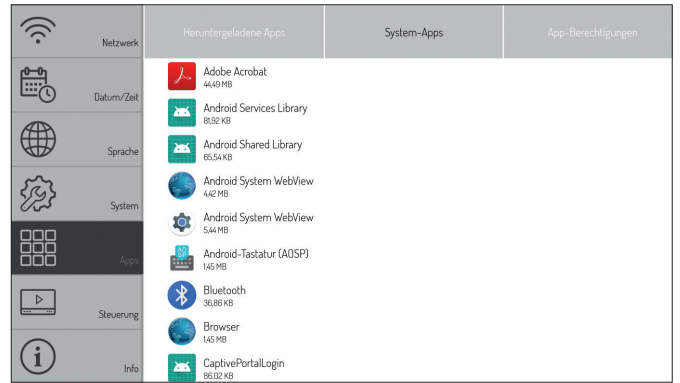 Netzwerk
Datum/Zeit
Sprache
System
Apps
Steuerung
Info
Heruntergeladene Apps
System-Apps
App-Berechtigungen
Adobe Acrobat
44,49 MB
Android Services Library
81,92 KB
Android Shared Library
65,54 KB
Android System WebView
4,42 MB
Android System WebView
5,44 MB
Android-Tastatur (AOSP)
1,45 MB
Bluetooth
36,86 KB
Browser
1,45 MB
CaptivePortalLogin
86,02 KB